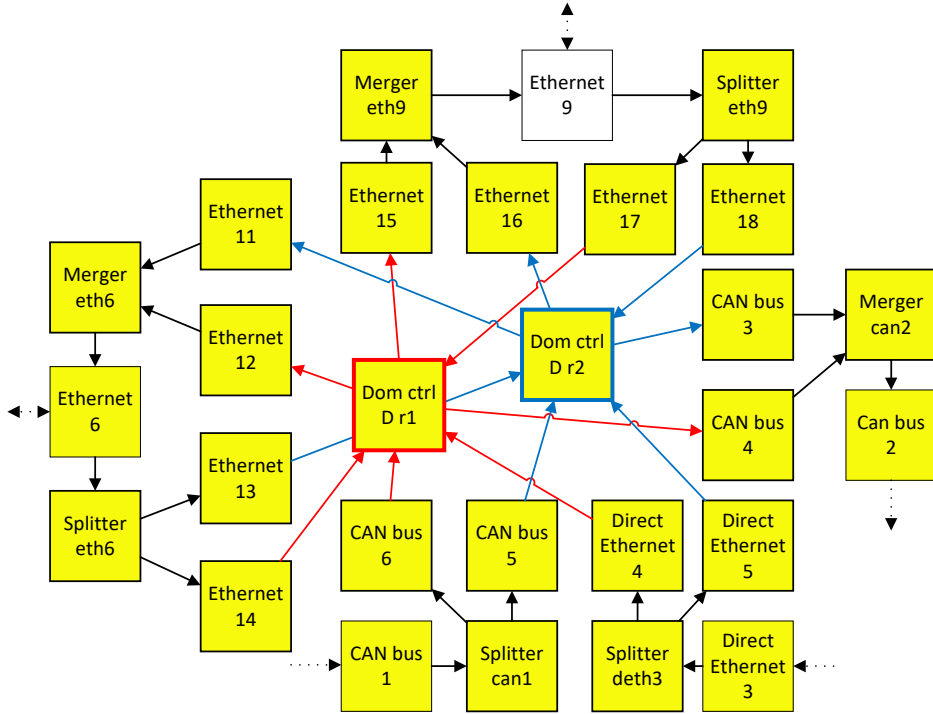 Merger
eth9
Ethernet
9
Splitter
eth9
Ethernet
11
Ethernet
15
Ethernet
16
Ethernet
17
Ethernet
18
Merger
eth6
CAN bus
3
Merger
can2
Ethernet
12
Dom ctrl
D r2
Ethernet
6
Dom ctrl
D r1
CAN bus
4
Can bus
2
Ethernet
13
Splitter
eth6
CAN bus
6
CAN bus
5
Direct
Ethernet
4
Direct
Ethernet
5
Ethernet
14
CAN bus
1
Splitter
can1
Splitter
deth3
Direct
Ethernet
3